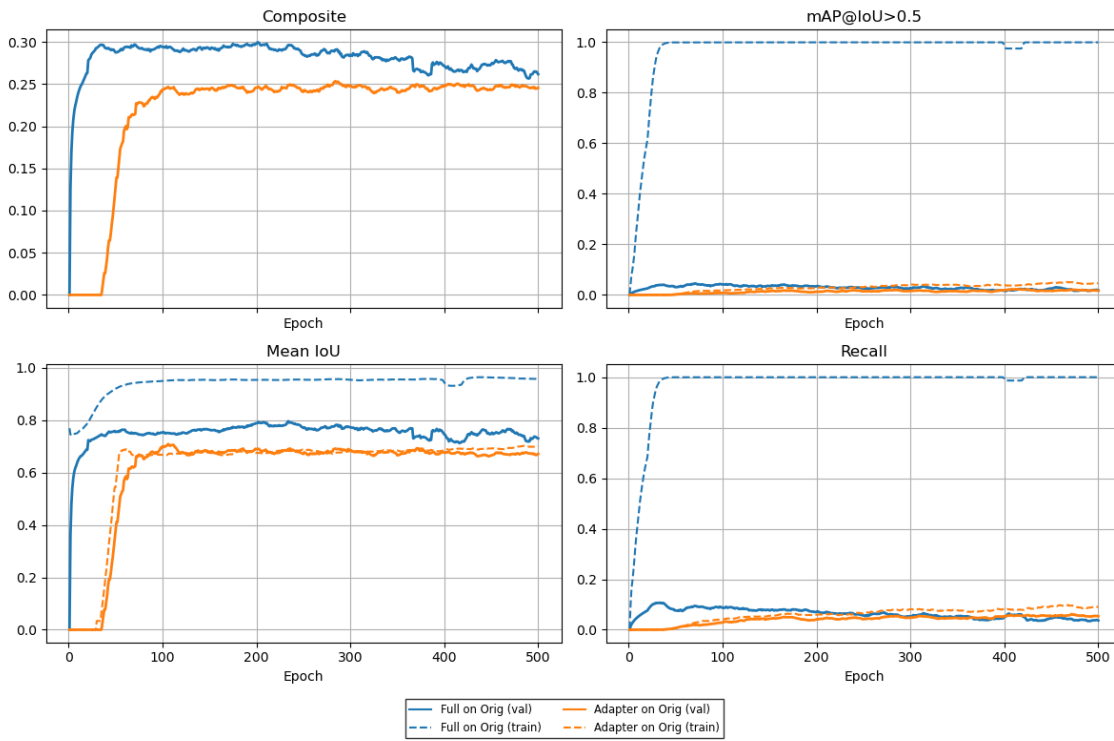 Composite
0.30
0.25
0.20
0.15
0.10
0.05
0.00
Epoch
mAP@IoU>0.5
1.0
0.8
0.6
0.4
0.2
0.0
Epoch
Mean IoU
1.0
0.8
0.6
0.4
0.2
0.0
0 100 200 300 400 500
Epoch
Recall
1.0
0.8
0.6
0.4
0.2
0.0
0 100 200 300 400 500
Epoch
Full on Orig (val) Adapter on Orig (val)
Full on Orig (train) Adapter on Orig (train)